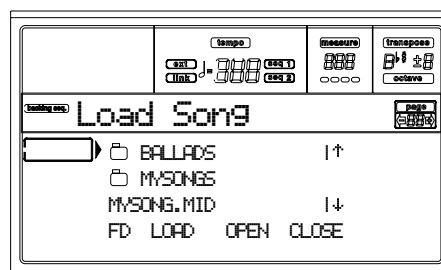 tempo measure transpose
ext seq 1
link seq 2
octave
backing seq. Load Song page
BALLADS
MYSONGS
MYSONG.MID
FD LOAD OPEN CLOSE